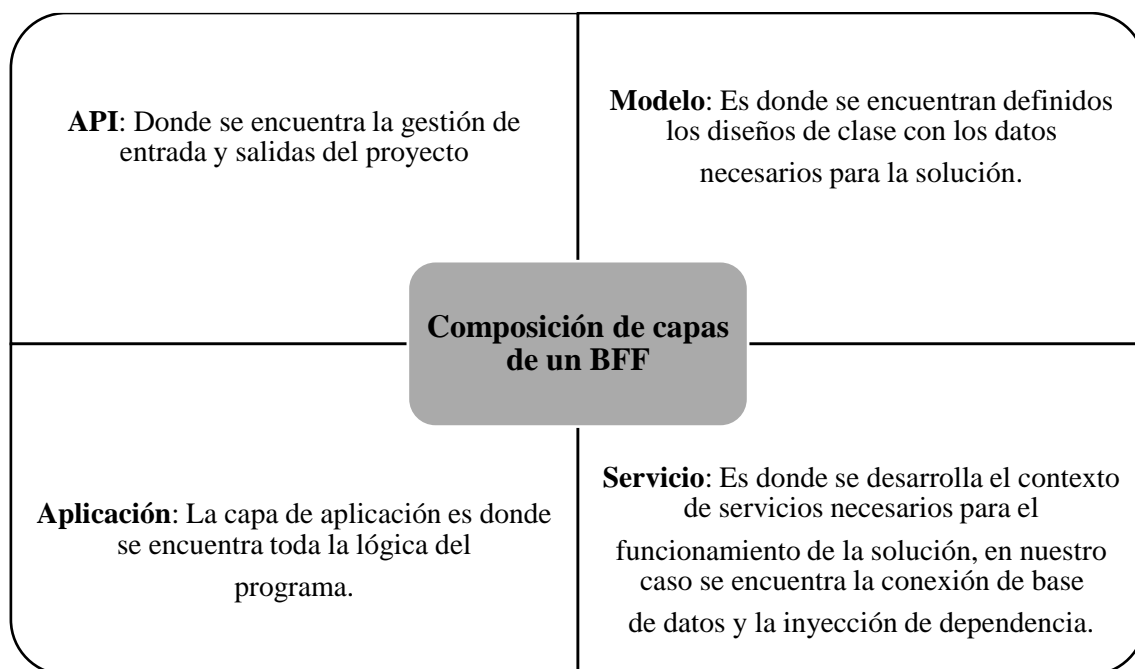 API: Donde se encuentra la gestión de
entrada y salidas del proyecto
Modelo: Es donde se encuentran definidos
los diseños de clase con los datos
necesarios para la solución.
Composición de capas
de un BFF
Aplicación: La capa de aplicación es donde
se encuentra toda la lógica del
programa.
Servicio: Es donde se desarrolla el contexto
de servicios necesarios para el
funcionamiento de la solución, en nuestro
caso se encuentra la conexión de base
de datos y la inyección de dependencia.